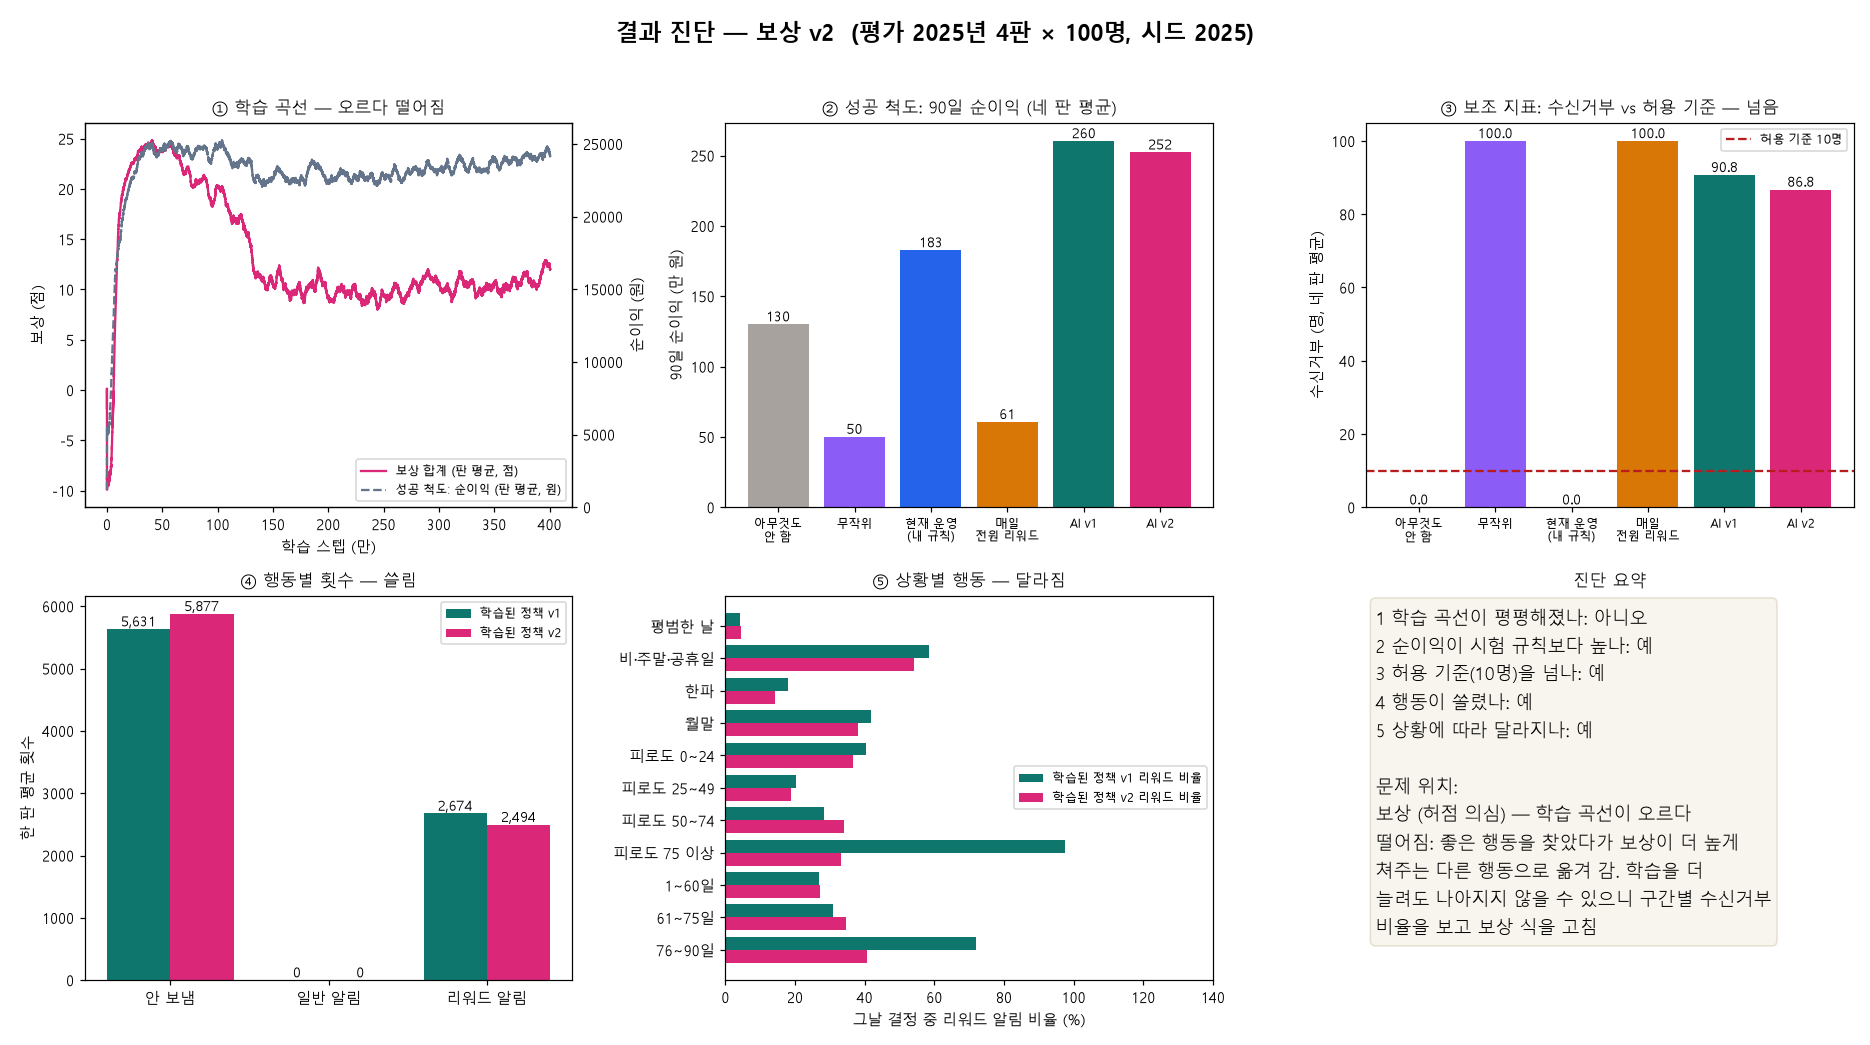 결과 진단 — 보상 v2  (평가 2025년 4판 × 100명, 시드 2025)
① 학습 곡선 — 오르다 떨어짐
보상 (점)
25
20
15
10
5
0
-5
-10
25000
20000
15000
10000
5000
0
순이익 (원)
보상 합계 (판 평균, 점)
성공 척도: 순이익 (판 평균, 원)
0 50 100 150 200 250 300 350 400
학습 스텝 (만)
② 성공 척도: 90일 순이익 (네 판 평균)
90일 순이익 (만 원)
250
200
150
100
50
0
130
50
183
61
260
252
아무것도
안 함
무작위
현재 운영
(내 규칙)
매일
전원 리워드
AI v1
AI v2
③ 보조 지표: 수신거부 vs 허용 기준 — 넘음
수신거부 (명, 네 판 평균)
100
80
60
40
20
0
허용 기준 10명
0.0
100.0
0.0
100.0
90.8
86.8
아무것도
안 함
무작위
현재 운영
(내 규칙)
매일
전원 리워드
AI v1
AI v2
④ 행동별 횟수 — 쏠림
한 판 평균 횟수
6000
5000
4000
3000
2000
1000
0
5,631
5,877
0
0
2,674
2,494
학습된 정책 v1
학습된 정책 v2
안 보냄
일반 알림
리워드 알림
⑤ 상황별 행동 — 달라짐
평범한 날
비·주말·공휴일
한파
월말
피로도 0~24
피로도 25~49
피로도 50~74
피로도 75 이상
1~60일
61~75일
76~90일
학습된 정책 v1 리워드 비율
학습된 정책 v2 리워드 비율
0 20 40 60 80 100 120 140
그날 결정 중 리워드 알림 비율 (%)
진단 요약
1 학습 곡선이 평평해졌나: 아니오
2 순이익이 시험 규칙보다 높나: 예
3 허용 기준(10명)을 넘나: 예
4 행동이 쏠렸나: 예
5 상황에 따라 달라지나: 예
문제 위치:
보상 (허점 의심) — 학습 곡선이 오르다
떨어짐: 좋은 행동을 찾았다가 보상이 더 높게
쳐주는 다른 행동으로 옮겨 감. 학습을 더
늘려도 나아지지 않을 수 있으니 구간별 수신거부
비율을 보고 보상 식을 고침